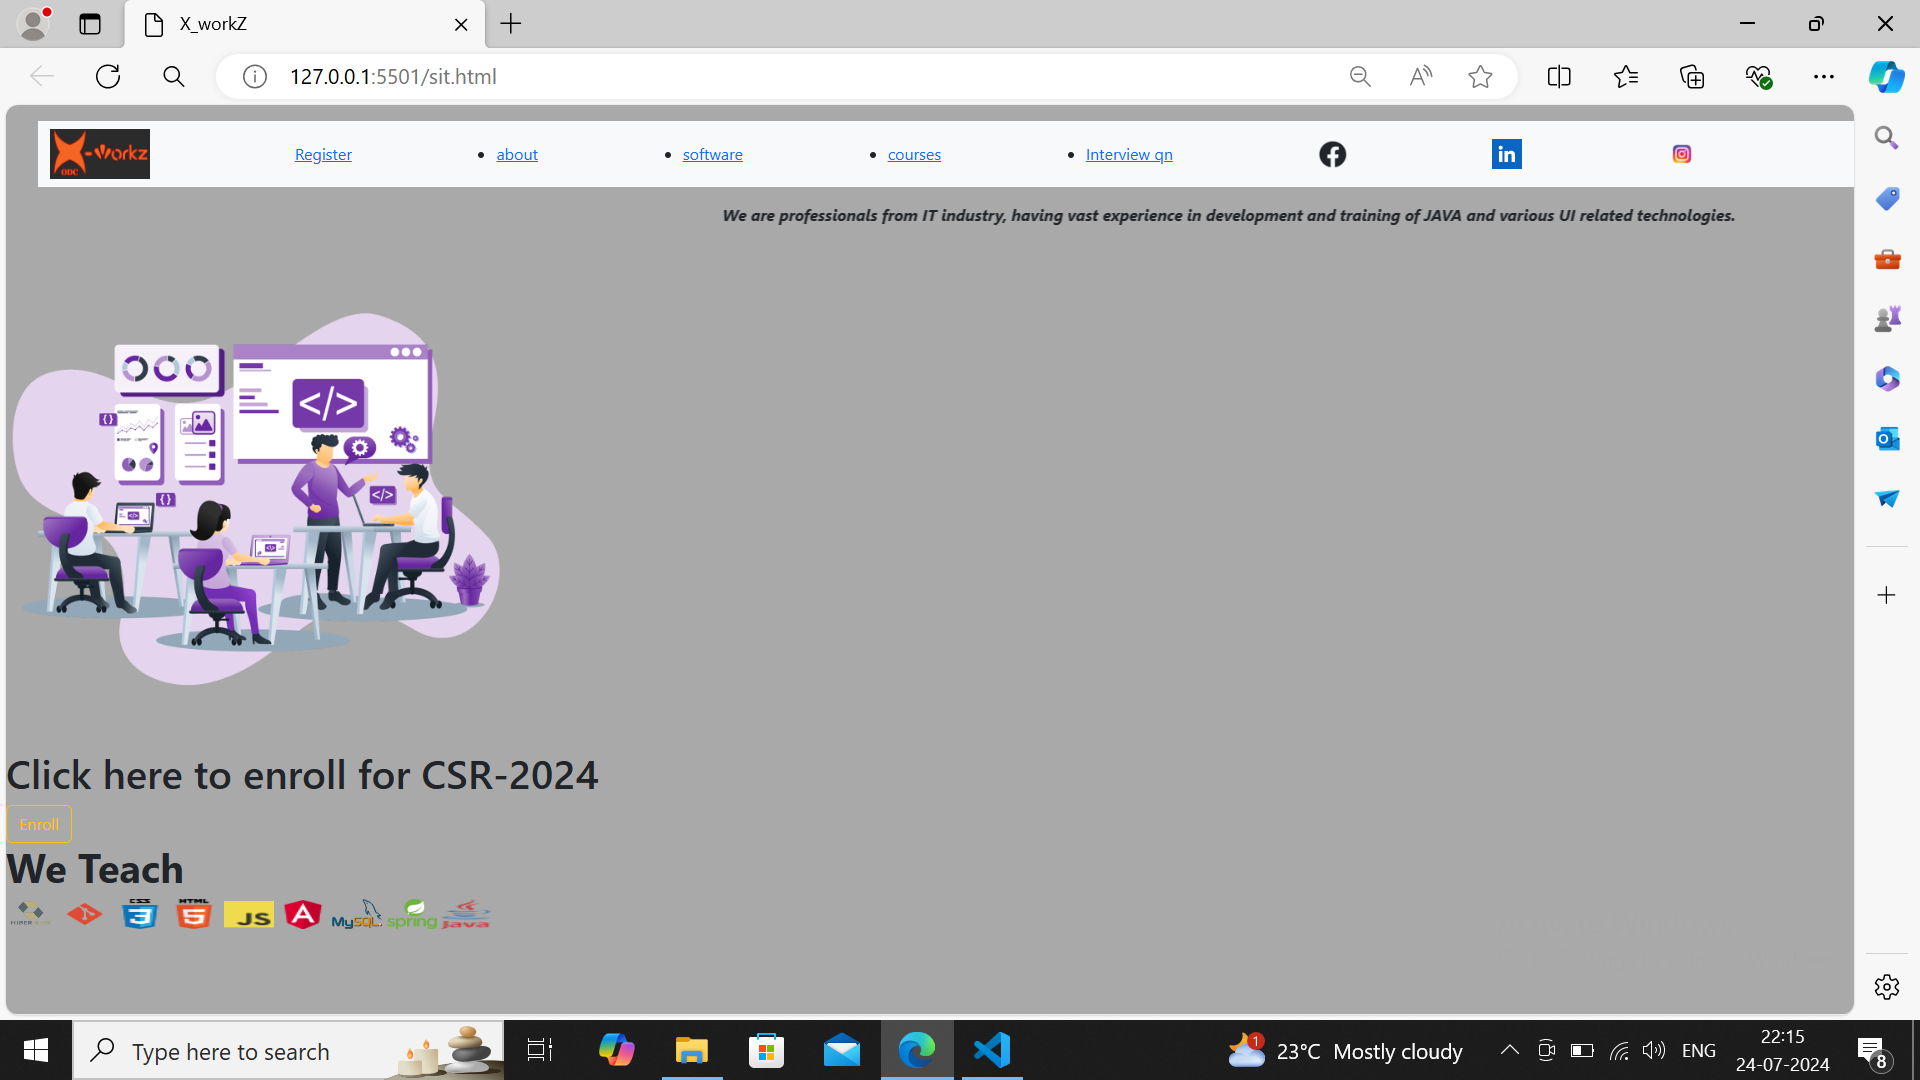 X_workZ
127.0.0.1:5501/sit.html
X-WorkZ
ODC
Register
about
software
courses
Interview qn
We are professionals from IT industry, having vast experience in development and training of JAVA and various UI related technologies.
</>
{}
</>
{}
Click here to enroll for CSR-2024
Enroll
We Teach
CSS
3
HTML
5
JS
A
MySQL
spring
java
Type here to search
1
23°C Mostly cloudy
ENG
22:15
24-07-2024
8